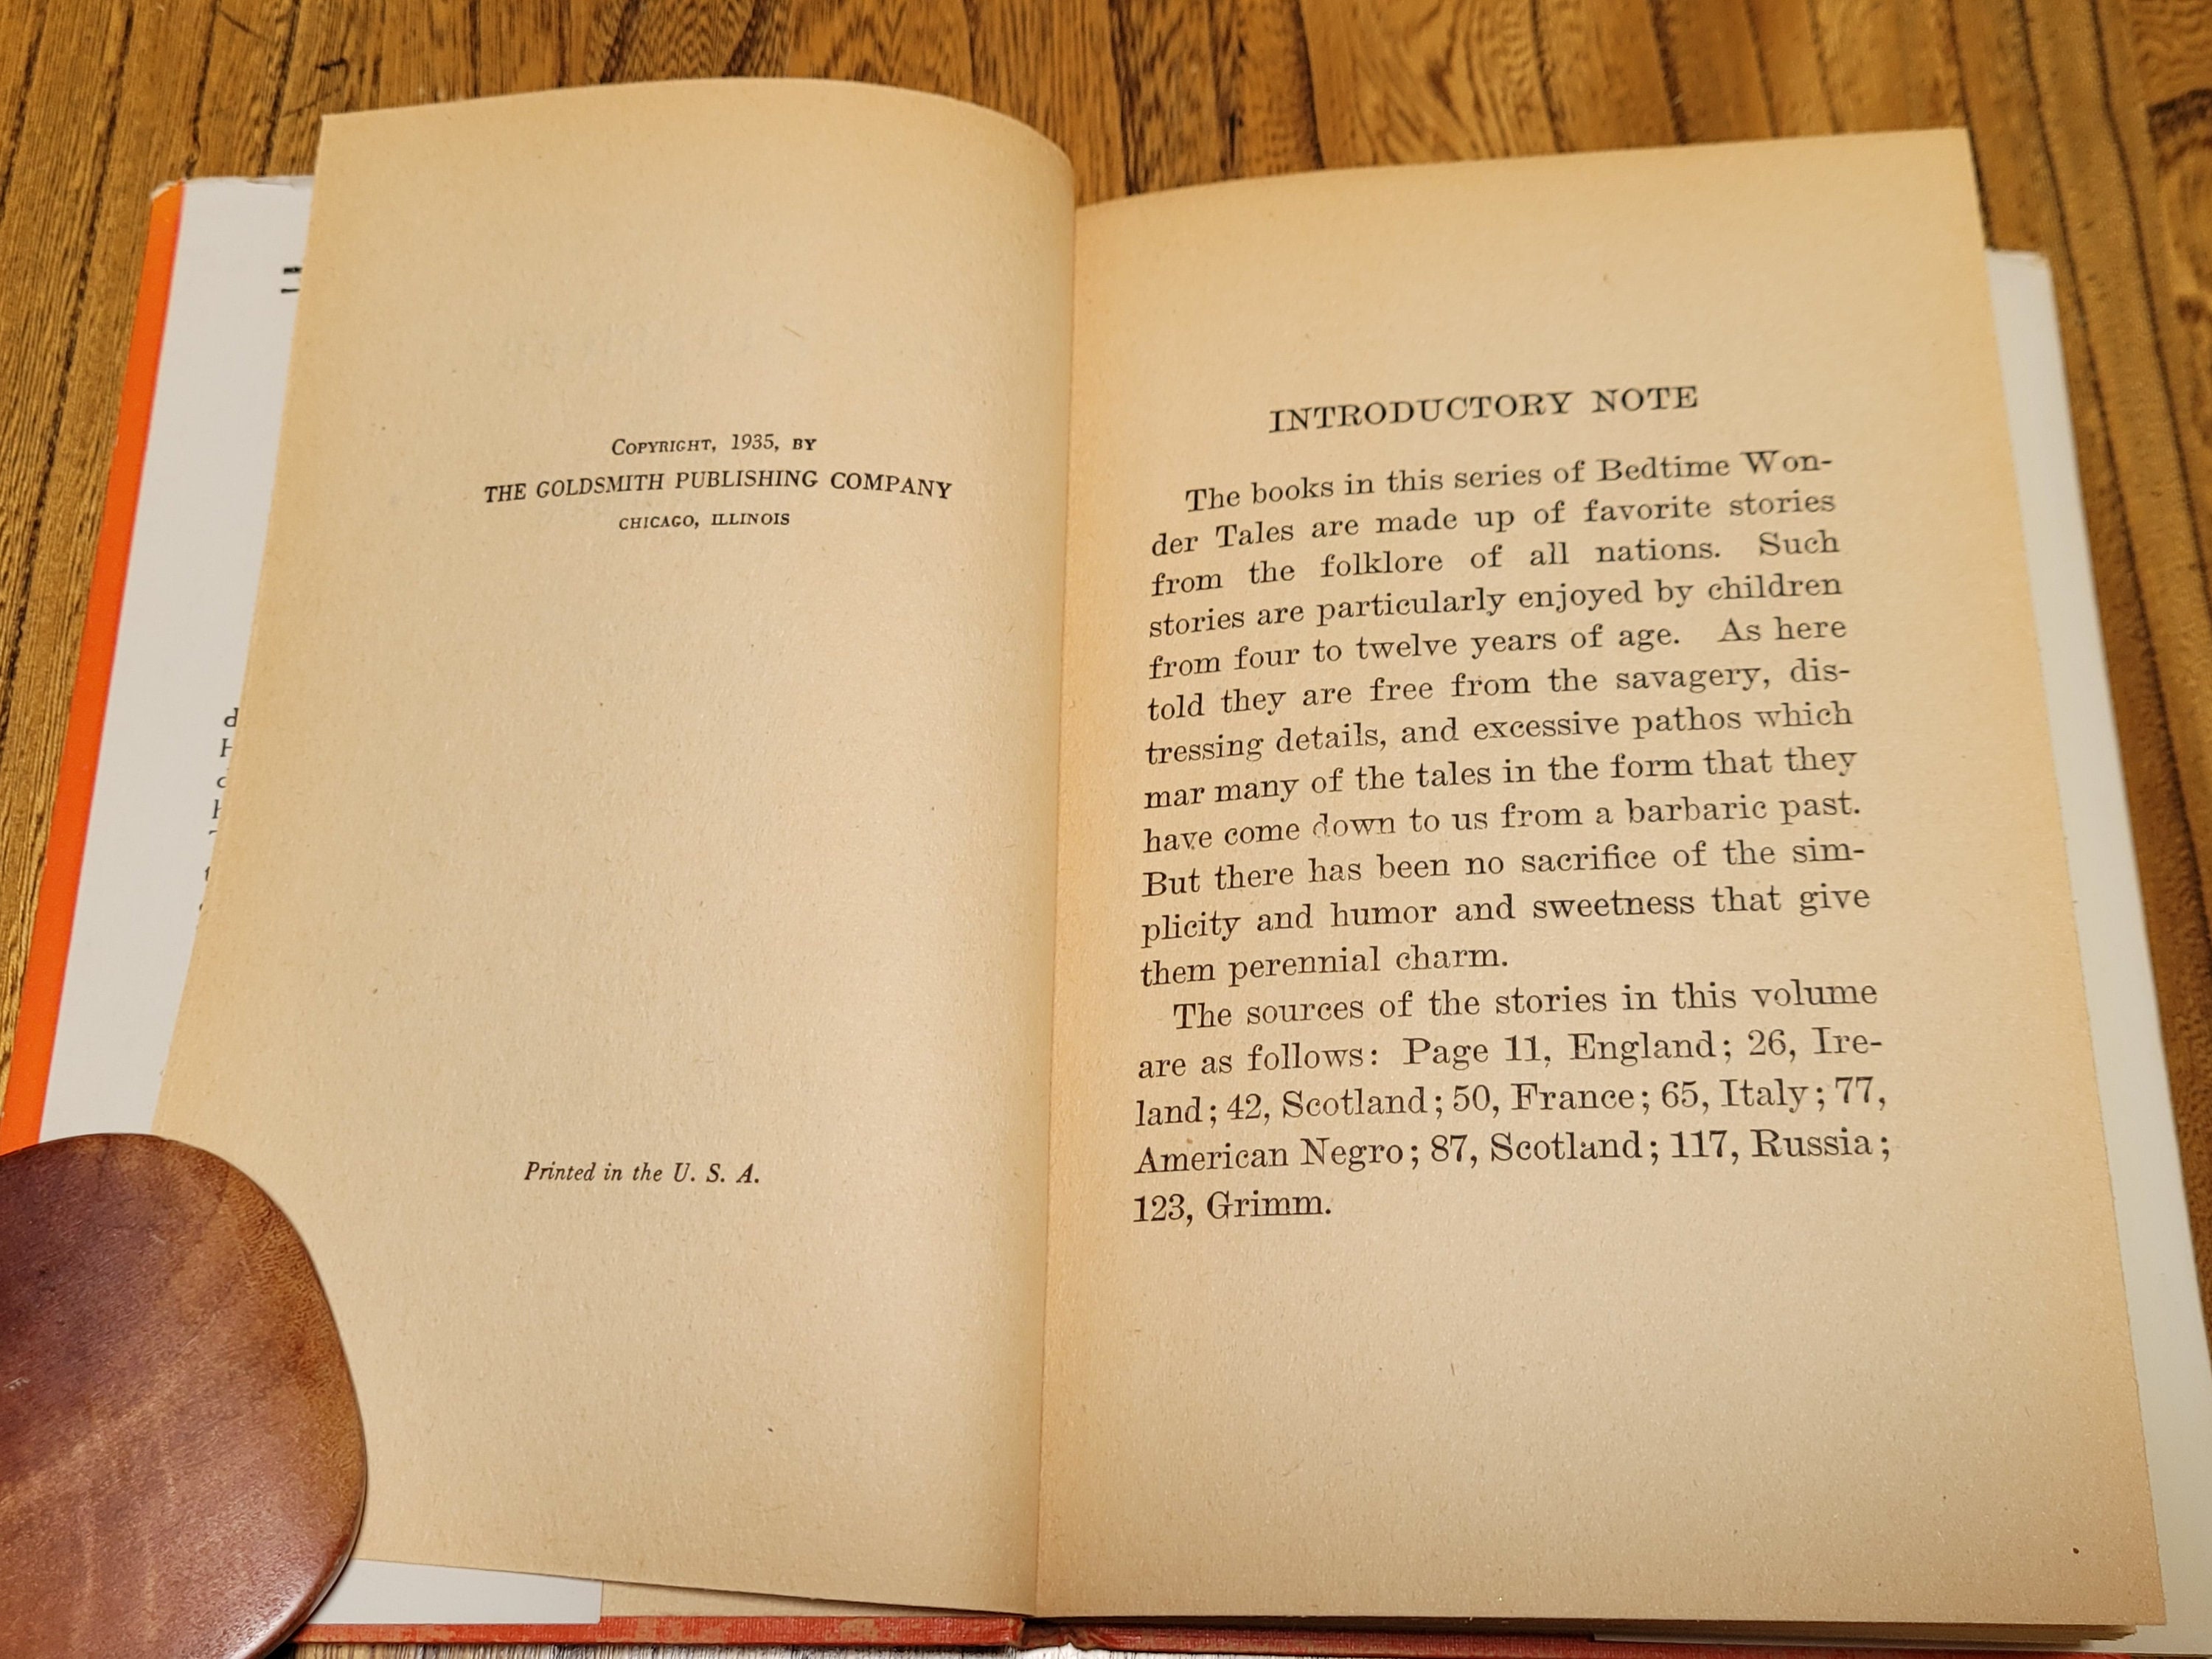 COPYRIGHT, 1935, BY
THE GOLDSMITH PUBLISHING COMPANY
CHICAGO, ILLINOIS
Printed in the U. S. A.
INTRODUCTORY NOTE
The books in this series of Bedtime Won-
der Tales are made up of favorite stories
from the folklore of all nations. Such
stories are particularly enjoyed by children
from four to twelve years of age. As here
told they are free from the savagery, dis-
tressing details, and excessive pathos which
mar many of the tales in the form that they
have come down to us from a barbaric past.
But there has been no sacrifice of the sim-
plicity and humor and sweetness that give
them perennial charm.
The sources of the stories in this volume
are as follows: Page 11, England; 26, Ire-
land; 42, Scotland; 50, France; 65, Italy; 77,
American Negro; 87, Scotland; 117, Russia;
123, Grimm.